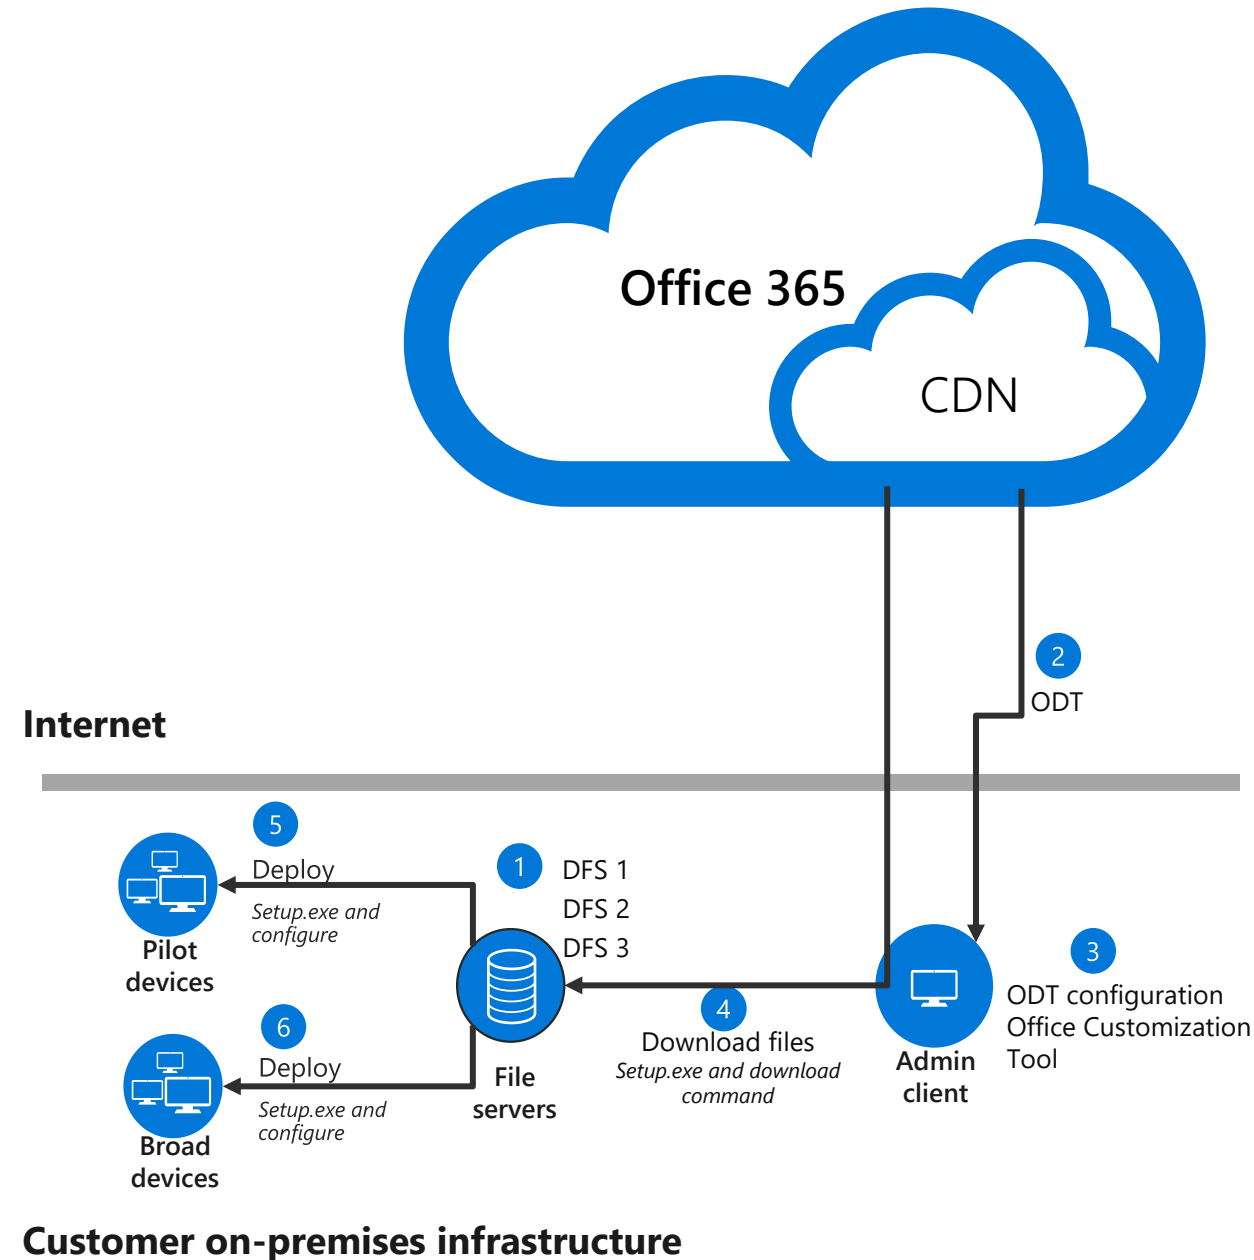 Office 365
CDN
2
ODT
Internet
5
Deploy
Setup.exe and
configure
Pilot
devices
1
DFS 1
DFS 2
DFS 3
3
ODT configuration
Office Customization
Tool
4
Download files
Setup.exe and download
command
Admin
client
6
Deploy
Setup.exe and
configure
File
servers
Broad
devices
Customer on-premises infrastructure